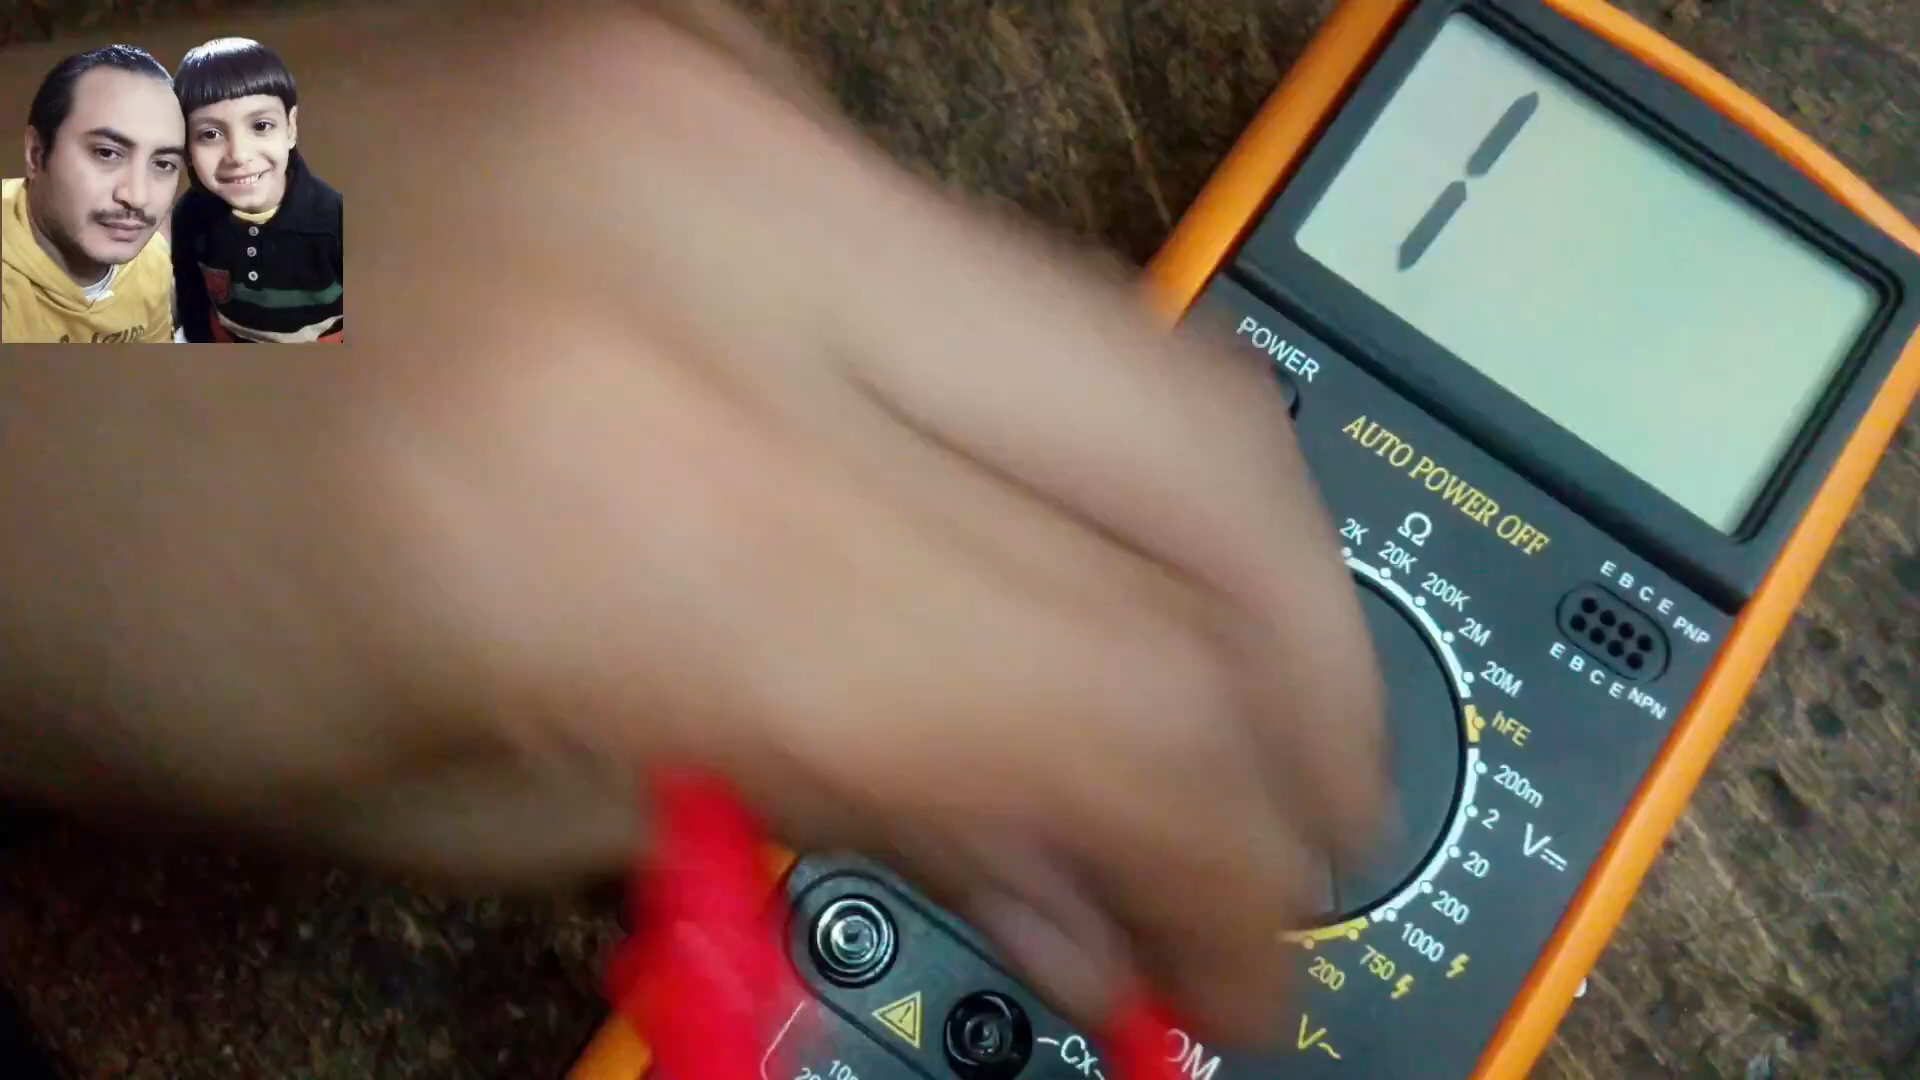 1
POWER
AUTO POWER OFF
Ω
2K
20K
200K
2M
20M
hFE
200m
2
20
200
1000
V⎓
750
200
V~
E B C E PNP
E B C E NPN
Cx